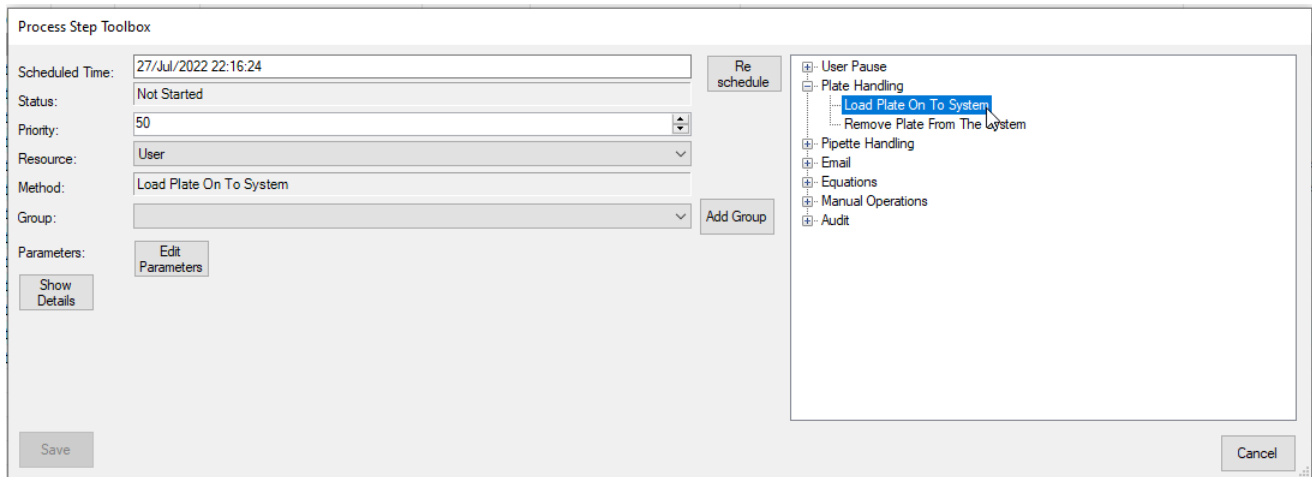 Process Step Toolbox
Scheduled Time:
27/Jul/2022 22:16:24
Re
schedule
Status:
Not Started
Priority:
50
Resource:
User
Method:
Load Plate On To System
Group:
Add Group
Parameters:
Edit
Parameters
Show
Details
Save
User Pause
Plate Handling
Load Plate On To System
Remove Plate From The System
Pipette Handling
Email
Equations
Manual Operations
Audit
Cancel